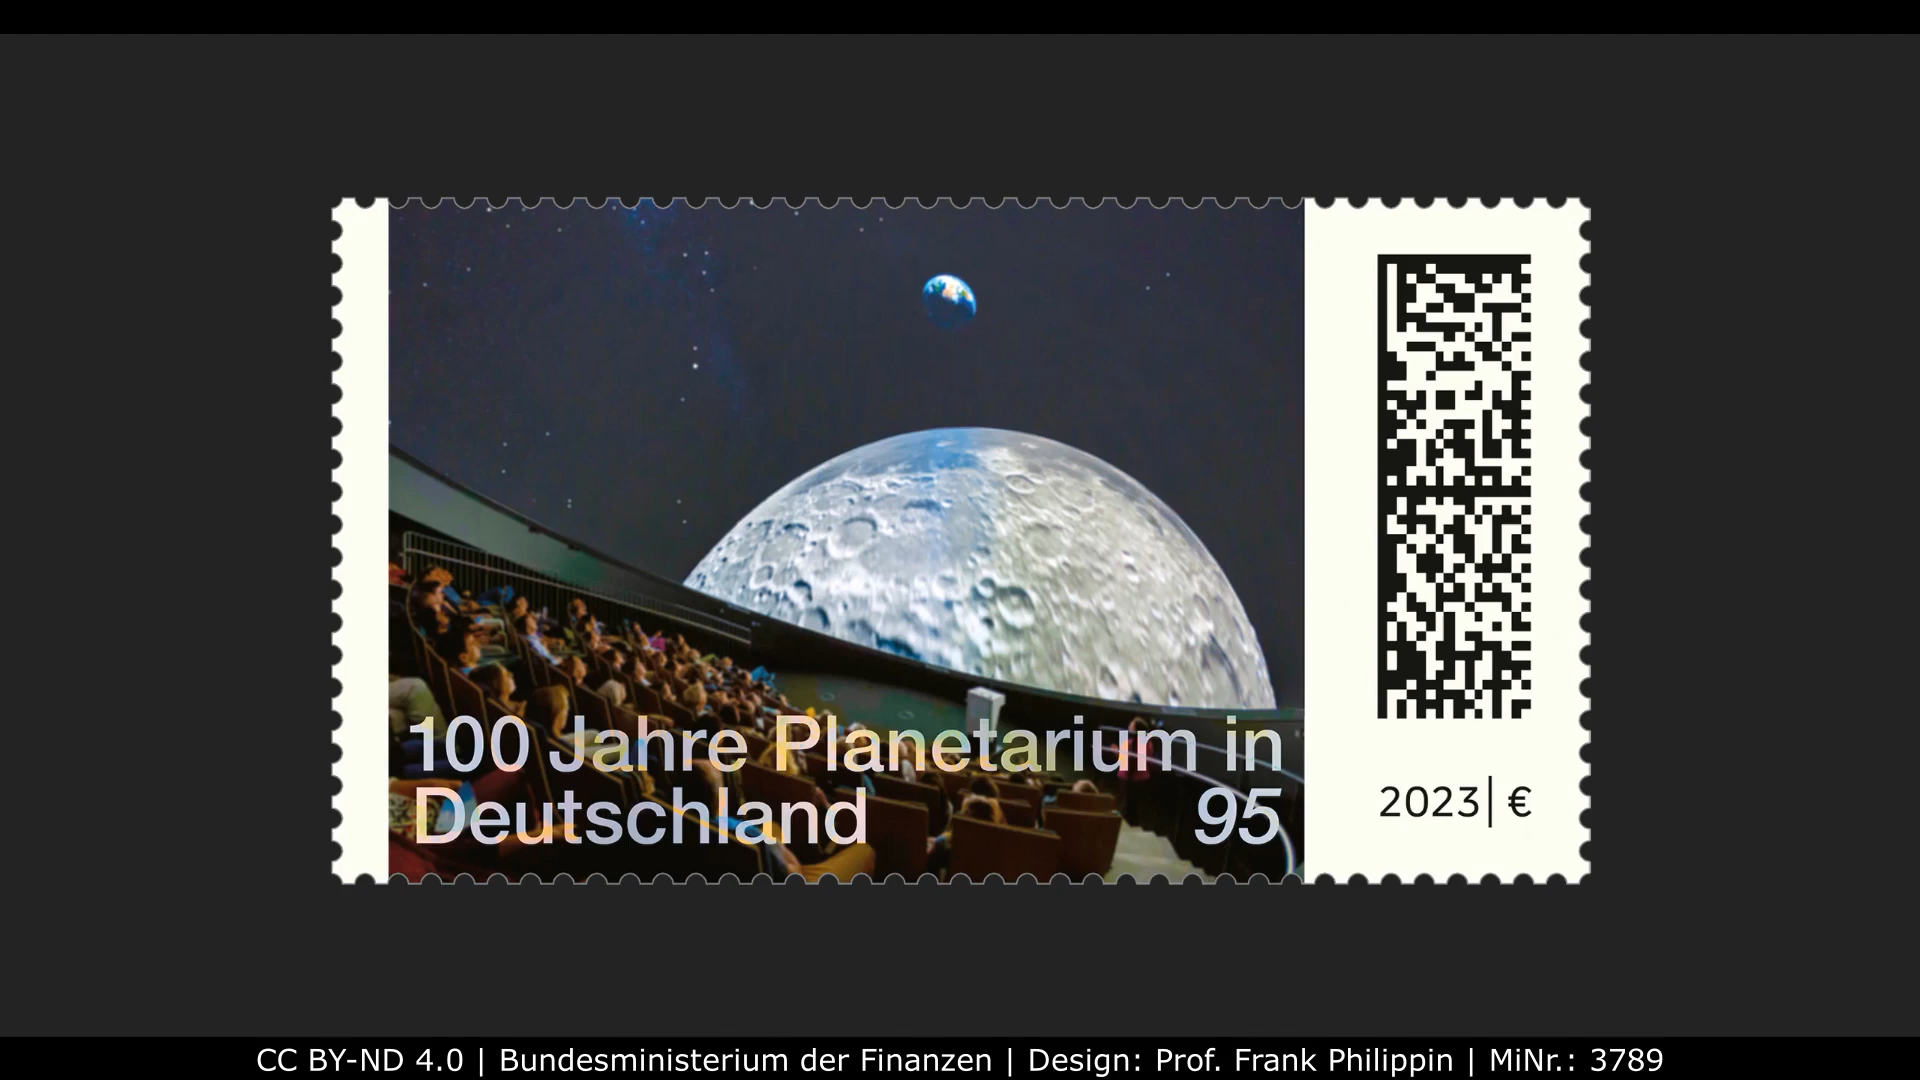 100 Jahre Planetarium in
Deutschland 95
2023| €
CC BY-ND 4.0 | Bundesministerium der Finanzen | Design: Prof. Frank Philippin | MiNr.: 3789